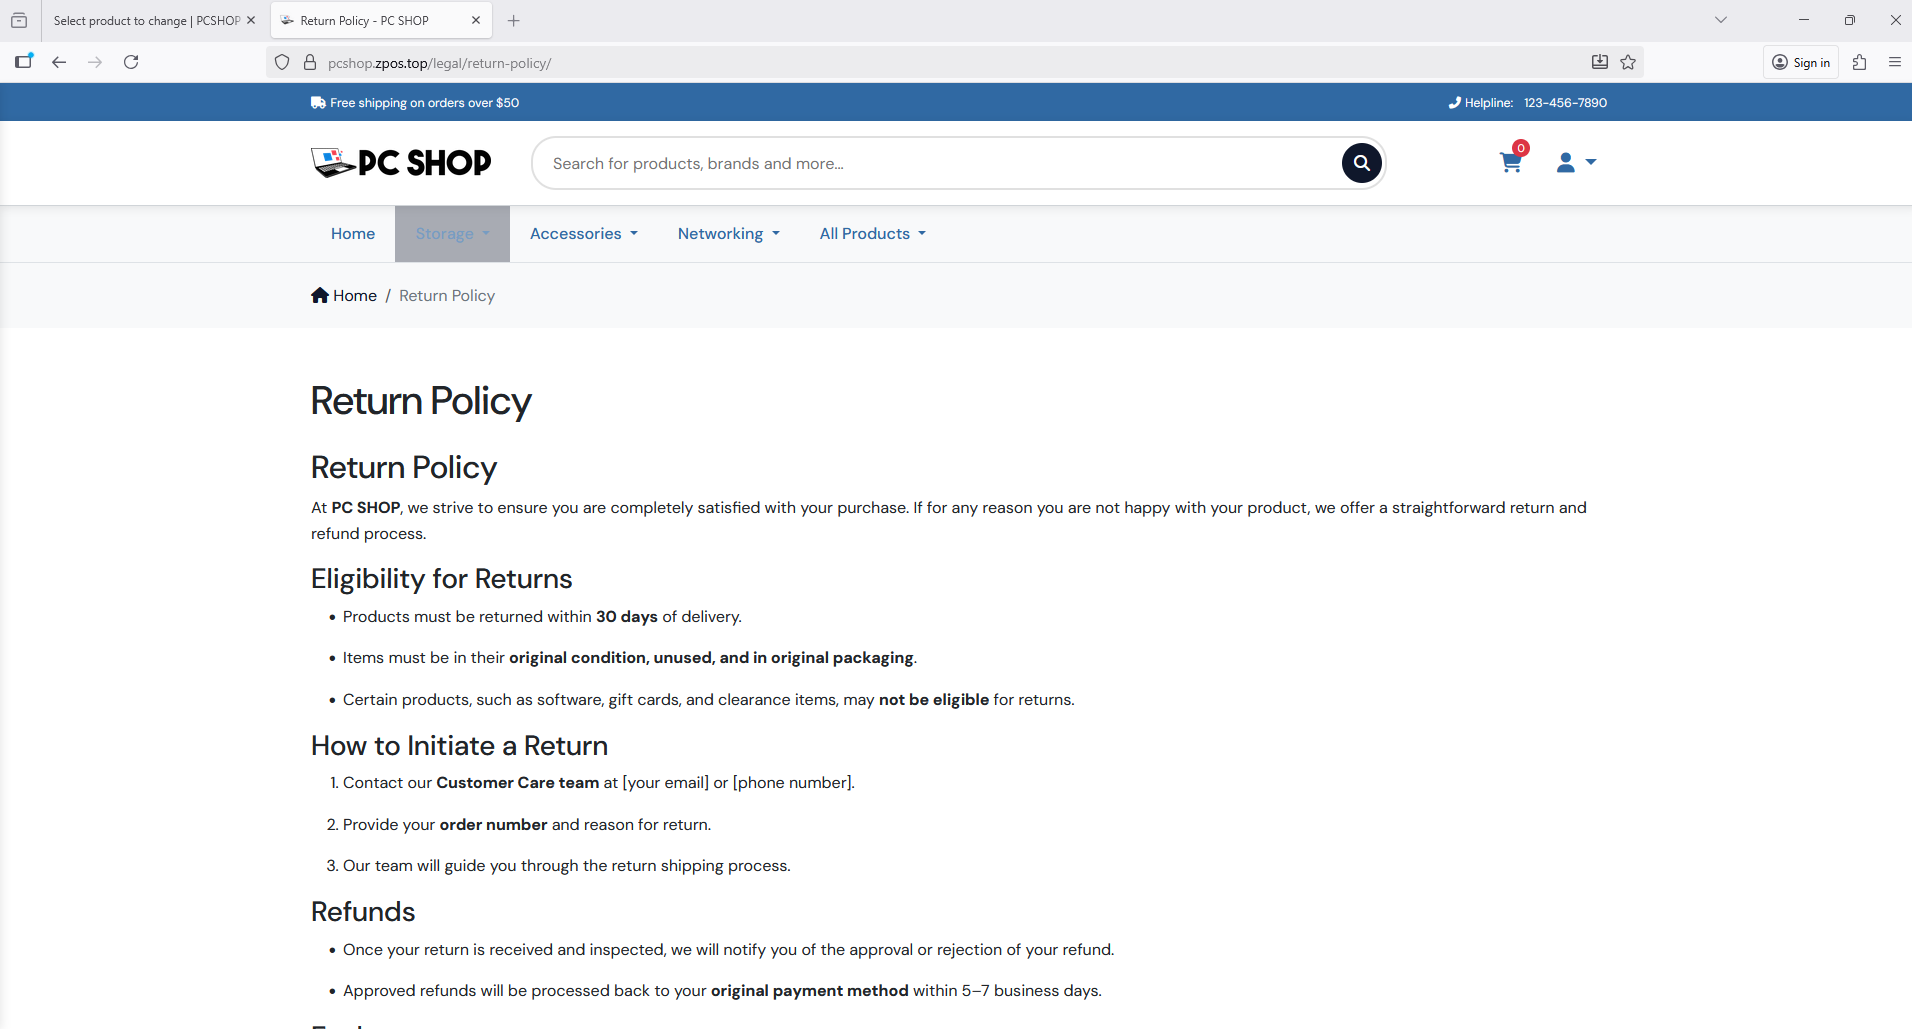 Select product to change | PCSHOP
Return Policy - PC SHOP
pcshop.zpos.top/legal/return-policy/
Sign in
Free shipping on orders over $50
Helpline: 123-456-7890
PC SHOP
Search for products, brands and more...
0
Home
Storage
Accessories
Networking
All Products
Home / Return Policy
Return Policy
Return Policy
At PC SHOP, we strive to ensure you are completely satisfied with your purchase. If for any reason you are not happy with your product, we offer a straightforward return and
refund process.
Eligibility for Returns
• Products must be returned within 30 days of delivery.
• Items must be in their original condition, unused, and in original packaging.
• Certain products, such as software, gift cards, and clearance items, may not be eligible for returns.
How to Initiate a Return
1. Contact our Customer Care team at [your email] or [phone number].
2. Provide your order number and reason for return.
3. Our team will guide you through the return shipping process.
Refunds
• Once your return is received and inspected, we will notify you of the approval or rejection of your refund.
• Approved refunds will be processed back to your original payment method within 5–7 business days.